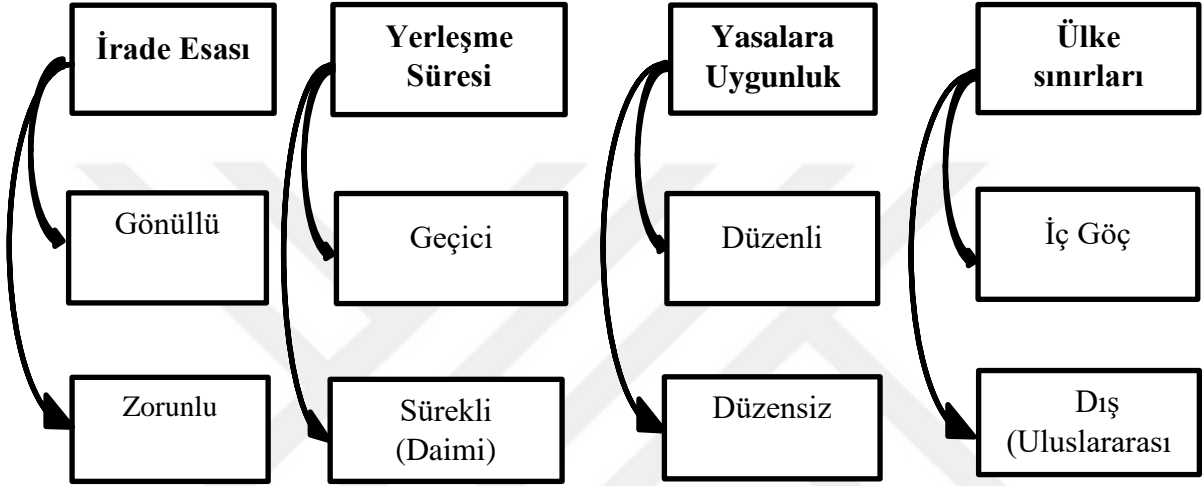 İrade Esası
Yerleşme
Süresi
Yasalara
Uygunluk
Ülke
sınırları
Gönüllü
Geçici
Düzenli
İç Göç
Zorunlu
Sürekli
(Daimi)
Düzensiz
Dış
(Uluslararası